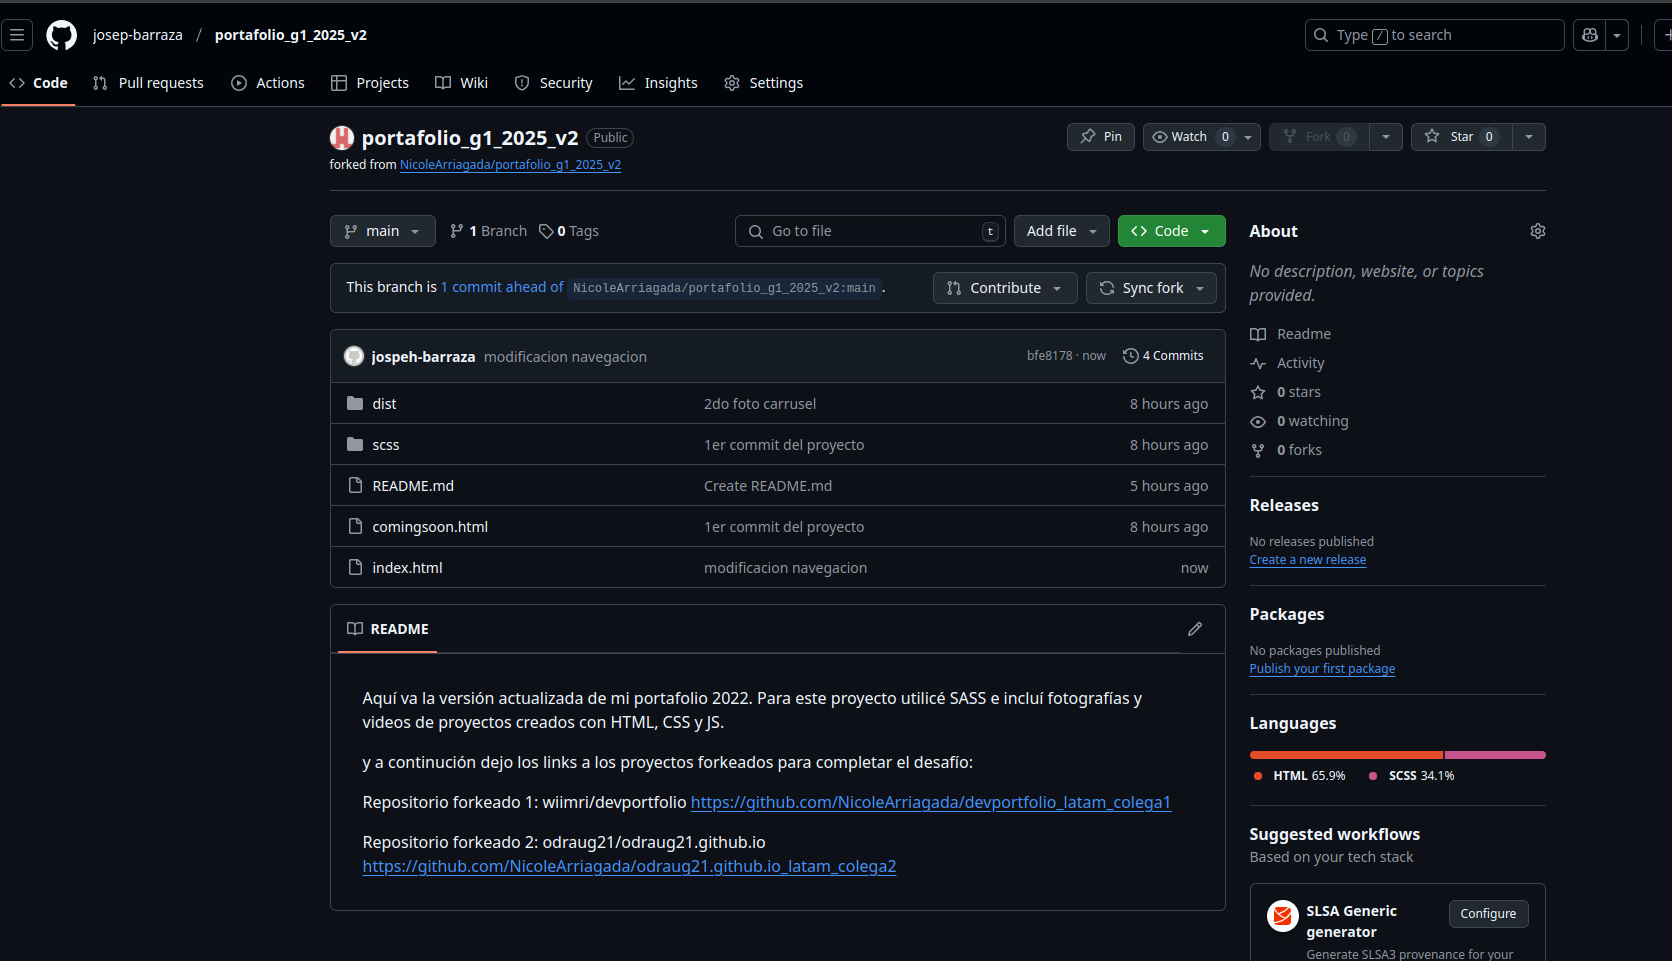 josep-barraza / portafolio_g1_2025_v2
Type / to search
Code Pull requests Actions Projects Wiki Security Insights Settings
portafolio_g1_2025_v2 Public
Pin Watch 0 Fork 0 Star 0
forked from NicoleArriagada/portafolio_g1_2025_v2
main 1 Branch 0 Tags
Go to file t
Add file
Code
This branch is 1 commit ahead of NicoleArriagada/portafolio_g1_2025_v2:main .
Contribute
Sync fork
jospeh-barraza modificacion navegacion bfe8178 · now 4 Commits
dist 2do foto carrusel 8 hours ago
scss 1er commit del proyecto 8 hours ago
README.md Create README.md 5 hours ago
comingsoon.html 1er commit del proyecto 8 hours ago
index.html modificacion navegacion now
README
Aquí va la versión actualizada de mi portafolio 2022. Para este proyecto utilicé SASS e incluí fotografías y
videos de proyectos creados con HTML, CSS y JS.
y a continución dejo los links a los proyectos forkeados para completar el desafío:
Repositorio forkeado 1: wiimri/devportfolio https://github.com/NicoleArriagada/devportfolio_latam_colega1
Repositorio forkeado 2: odraug21/odraug21.github.io
https://github.com/NicoleArriagada/odraug21.github.io_latam_colega2
About
No description, website, or topics
provided.
Readme
Activity
0 stars
0 watching
0 forks
Releases
No releases published
Create a new release
Packages
No packages published
Publish your first package
Languages
HTML 65.9% SCSS 34.1%
Suggested workflows
Based on your tech stack
SLSA Generic
generator
Configure
Generate SLSA3 provenance for your